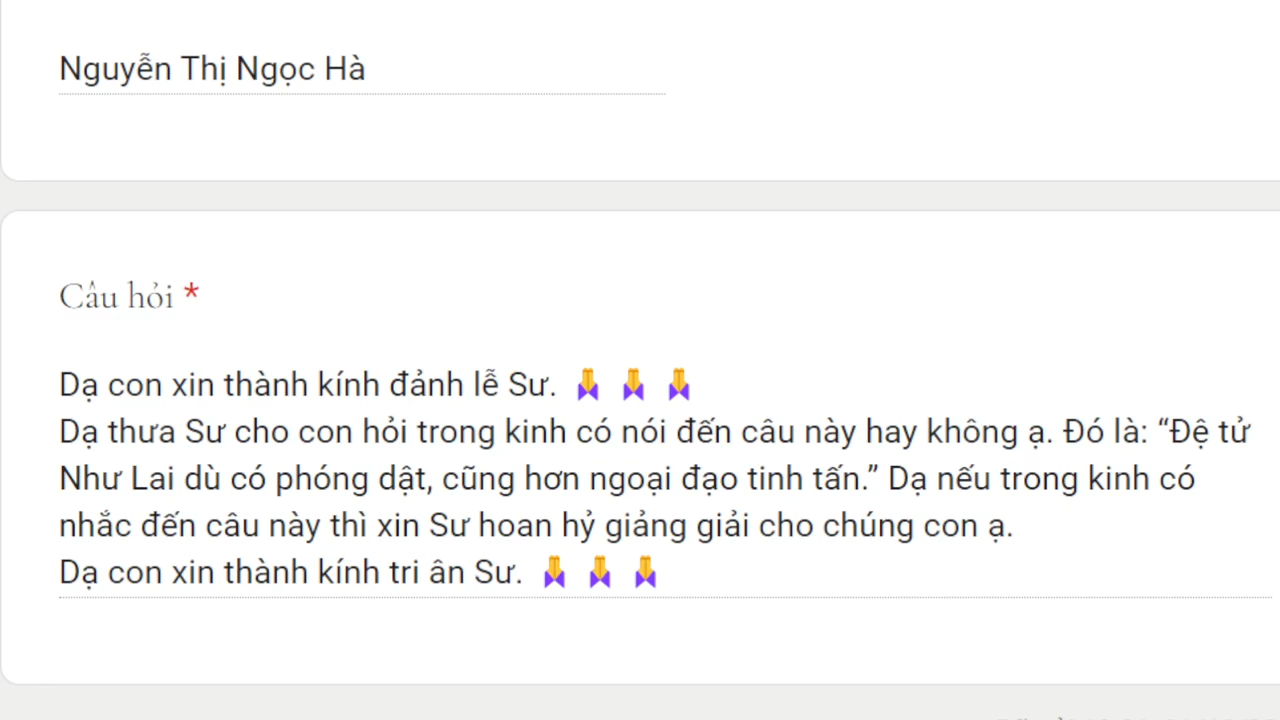 Nguyễn Thị Ngọc Hà
Câu hỏi *
Dạ con xin thành kính đảnh lễ Sư. 🙏 🙏 🙏
Dạ thưa Sư cho con hỏi trong kinh có nói đến câu này hay không ạ. Đó là: “Đệ tử
Như Lai dù có phóng dật, cũng hơn ngoại đạo tinh tấn.” Dạ nếu trong kinh có
nhắc đến câu này thì xin Sư hoan hỷ giảng giải cho chúng con ạ.
Dạ con xin thành kính tri ân Sư. 🙏 🙏 🙏